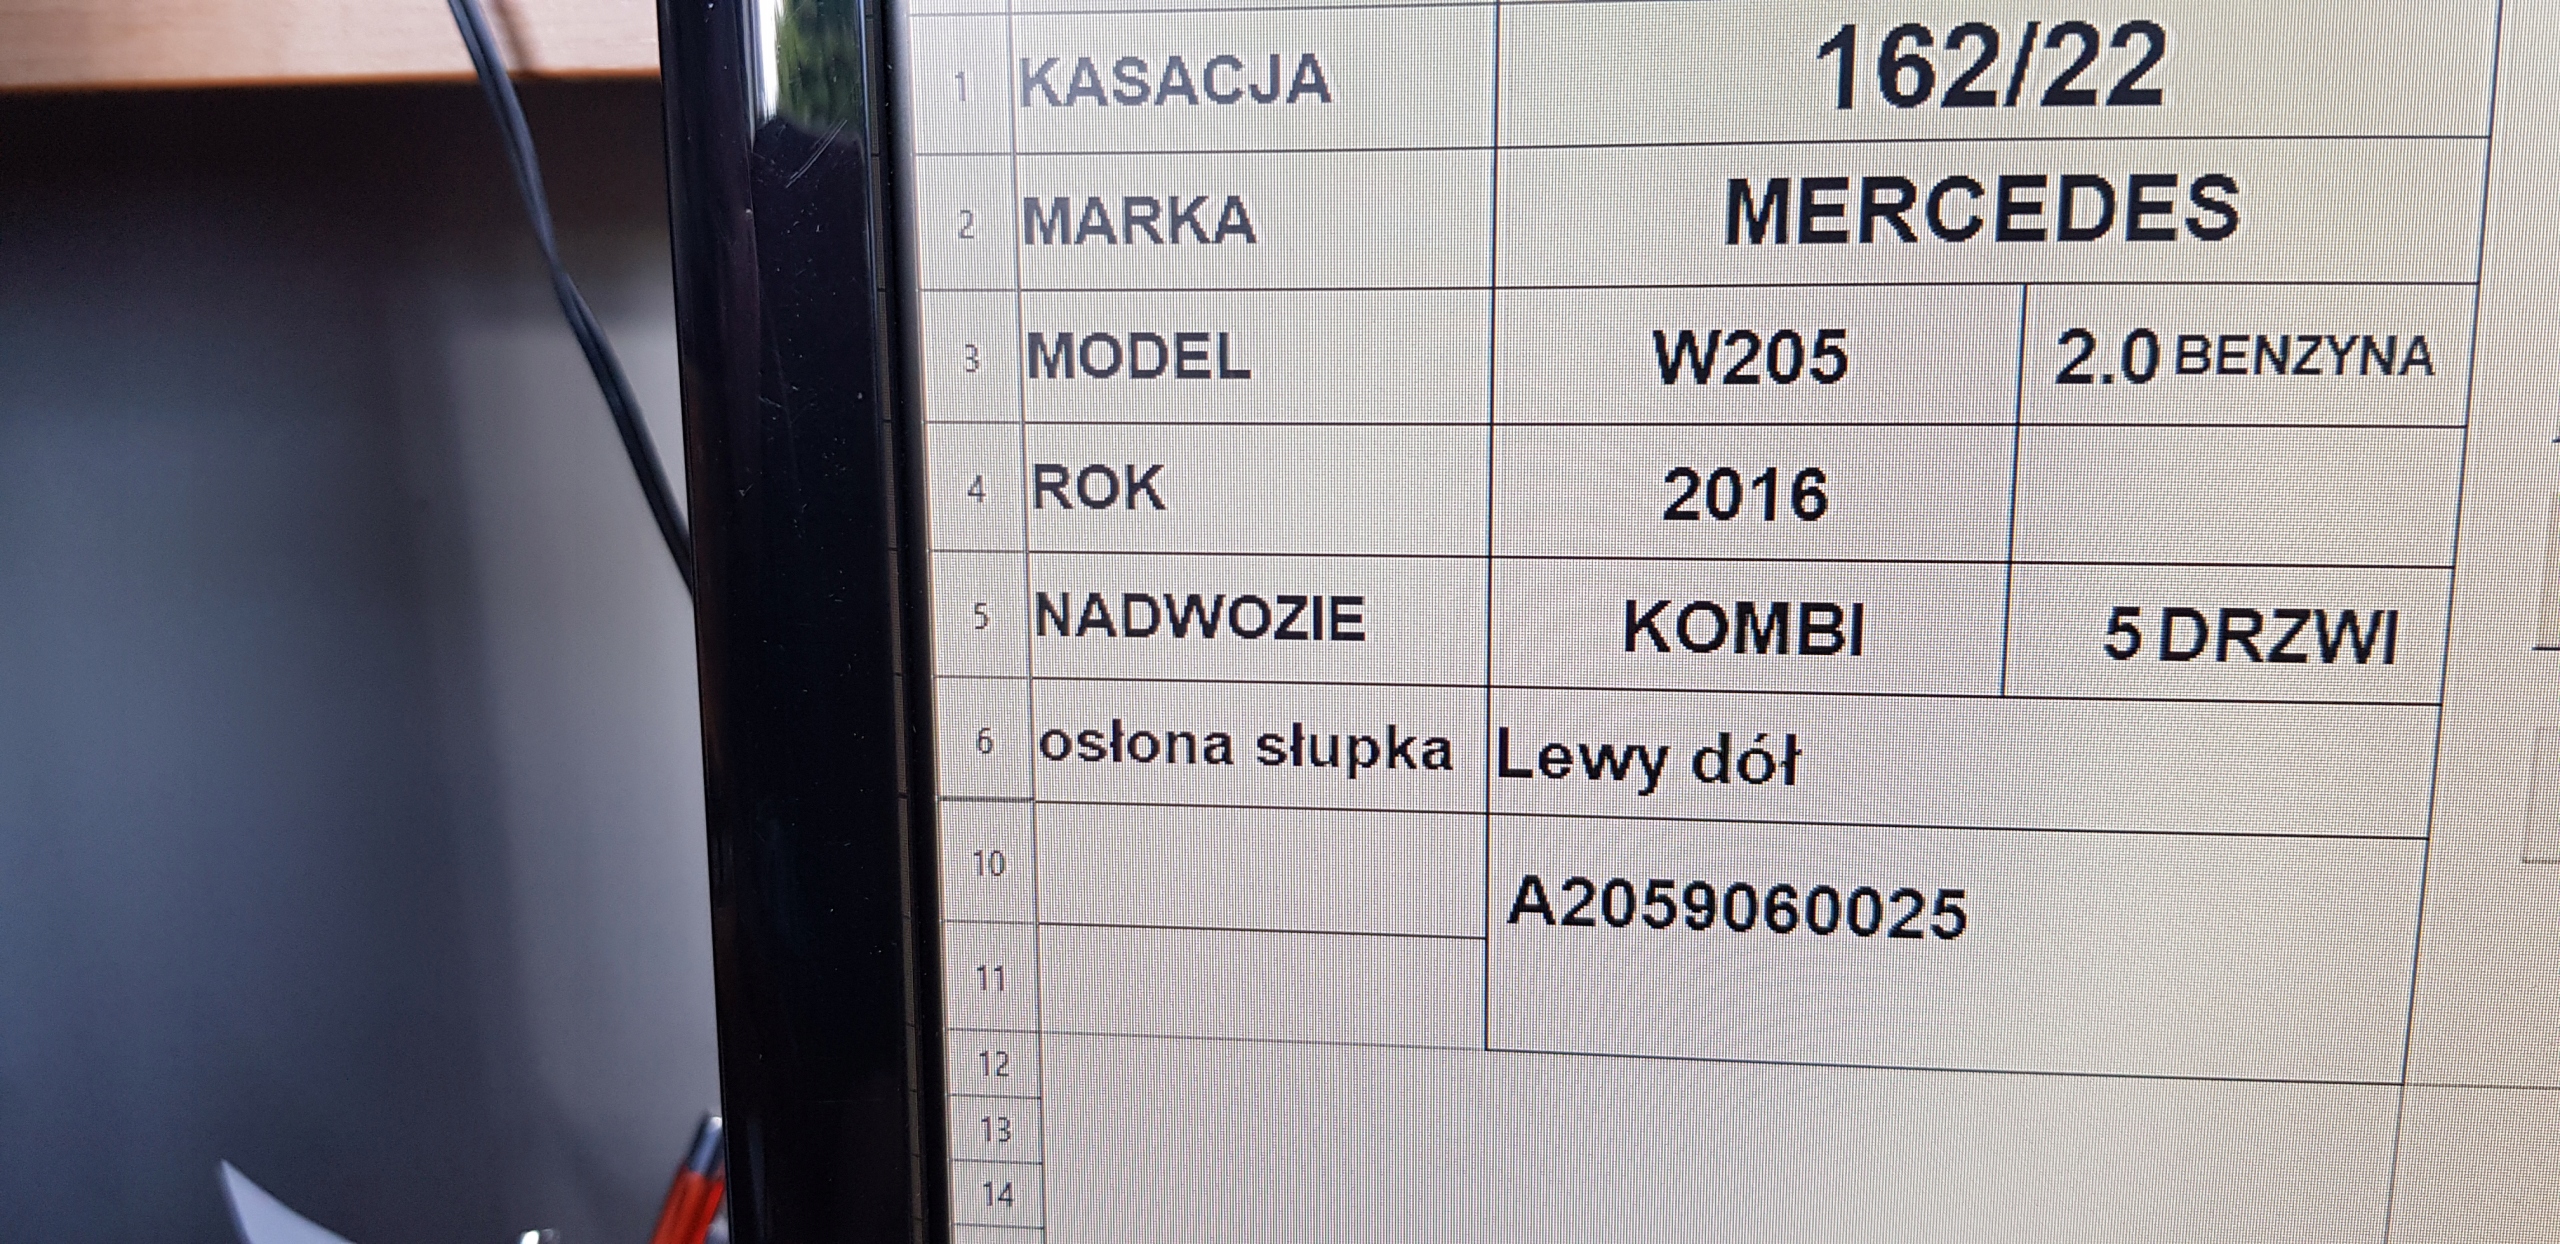 1 KASACJA 162/22
2 MARKA MERCEDES
3 MODEL W205 2.0 BENZYNA
4 ROK 2016
5 NADWOZIE KOMBI 5 DRZWI
6 osłona słupka Lewy dół
10 A2059060025
11
12
13
14